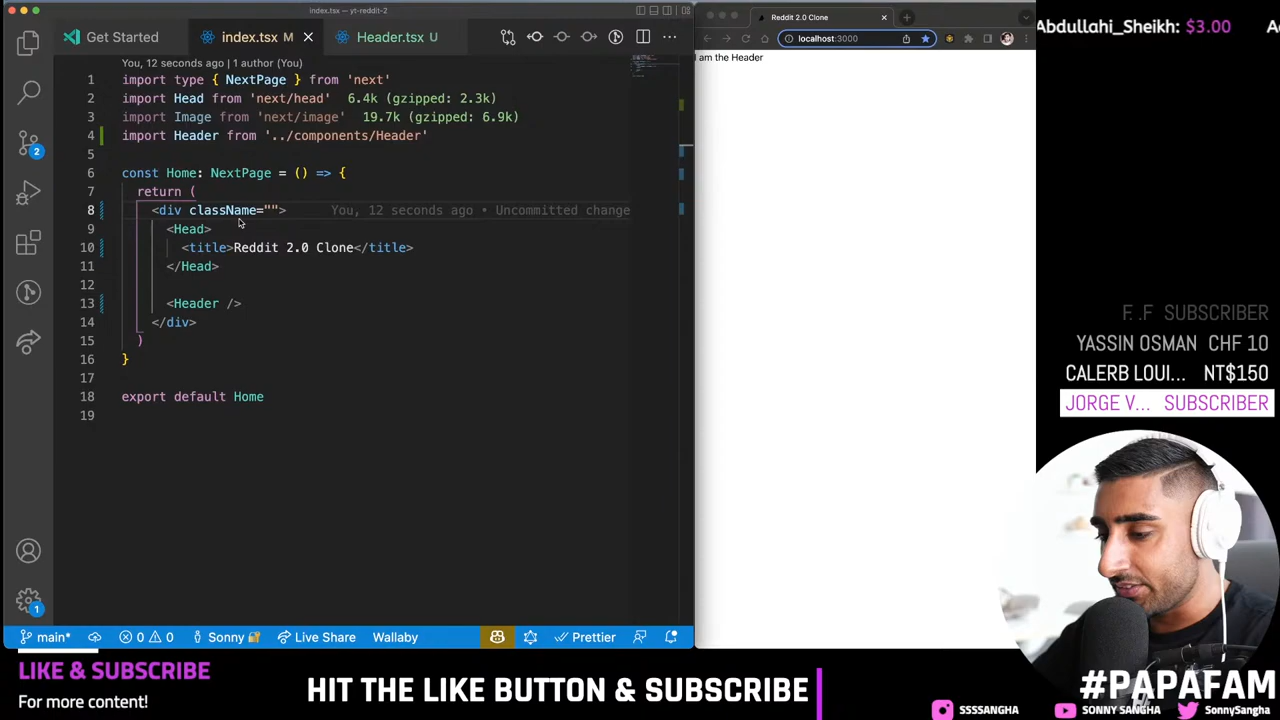 index.tsx — yt-reddit-2
Get Started
index.tsx M
Header.tsx U
You, 12 seconds ago | 1 author (You)
1 import type { NextPage } from 'next'
2 import Head from 'next/head' 6.4k (gzipped: 2.3k)
3 import Image from 'next/image' 19.7k (gzipped: 6.9k)
4 import Header from '../components/Header'
5
6 const Home: NextPage = () => {
7 return (
8 <div className=""> You, 12 seconds ago • Uncommitted change
9 <Head>
10 <title>Reddit 2.0 Clone</title>
11 </Head>
12
13 <Header />
14 </div>
15 )
16 }
17
18 export default Home
19
2
1
main* 0 0 Sonny Live Share Wallaby Prettier
Reddit 2.0 Clone
localhost:3000
am the Header
Abdullahi_Sheikh: $3.00
F. .F SUBSCRIBER
YASSIN OSMAN CHF 10
CALERB LOUI... NT$150
JORGE V... SUBSCRIBER
LIKE & SUBSCRIBE
For more content!
HIT THE LIKE BUTTON & SUBSCRIBE
#PAPAFAM
SSSSANGHA SONNY SANGHA SonnySangha